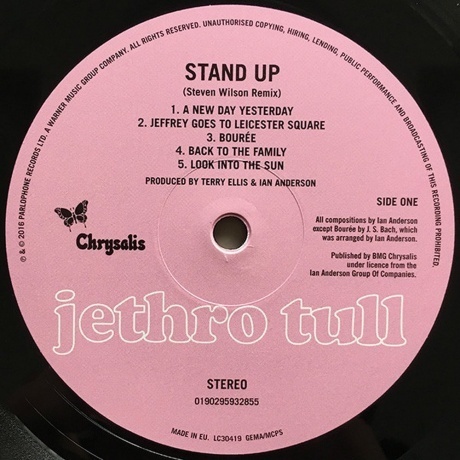 ℗ & © 2016 PARLOPHONE RECORDS LTD. A WARNER MUSIC GROUP COMPANY. ALL RIGHTS RESERVED. UNAUTHORISED COPYING, HIRING, LENDING, PUBLIC PERFORMANCE AND BROADCASTING OF THIS RECORDING PROHIBITED.
STAND UP
(Steven Wilson Remix)
1. A NEW DAY YESTERDAY
2. JEFFREY GOES TO LEICESTER SQUARE
3. BOURÉE
4. BACK TO THE FAMILY
5. LOOK INTO THE SUN
PRODUCED BY TERRY ELLIS & IAN ANDERSON
SIDE ONE
Chrysalis
All compositions by Ian Anderson
except Bourée by J. S. Bach, which
was arranged by Ian Anderson.
Published by BMG Chrysalis
under licence from the
Ian Anderson Group Of Companies.
jethro tull
STEREO
0190295932855
MADE IN EU. LC30419 GEMA/MCPS